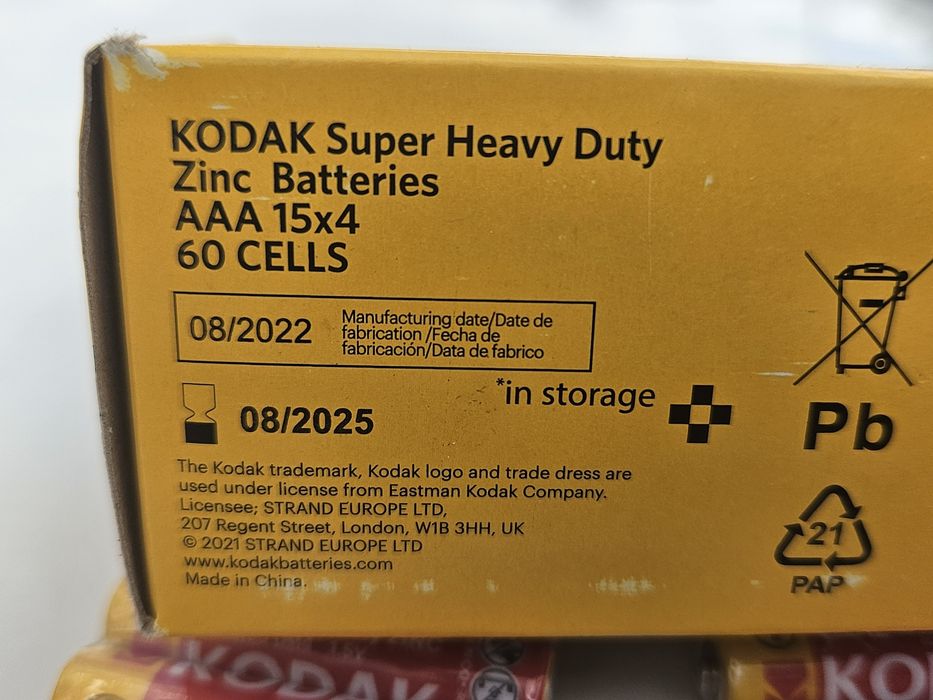 KODAK Super Heavy Duty
Zinc Batteries
AAA 15x4
60 CELLS
08/2022
Manufacturing date/Date de
fabrication /Fecha de
fabricación/Data de fabrico
*in storage
08/2025
Pb
The Kodak trademark, Kodak logo and trade dress are
used under license from Eastman Kodak Company.
Licensee; STRAND EUROPE LTD,
207 Regent Street, London, W1B 3HH, UK
© 2021 STRAND EUROPE LTD
www.kodakbatteries.com
Made in China.
21
PAP
KODAK